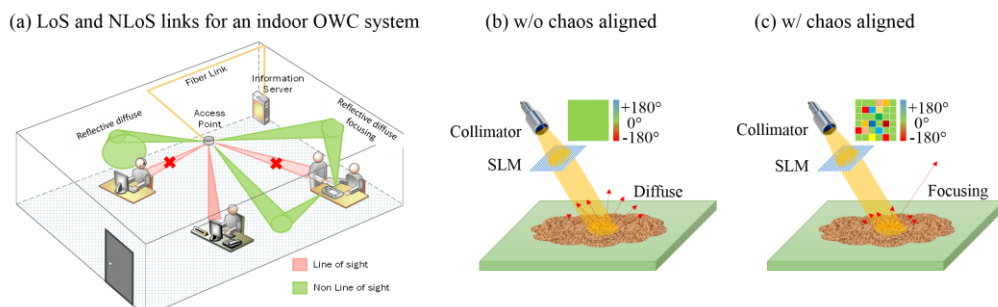 (a) LoS and NLoS links for an indoor OWC system
Fiber Link
Information
Server
Access
Point
Reflective diffuse
Reflective diffuse
focusing
Line of sight
Non Line of sight
(b) w/o chaos aligned
+180°
0°
-180°
Collimator
SLM
Diffuse
(c) w/ chaos aligned
+180°
0°
-180°
Collimator
SLM
Focusing